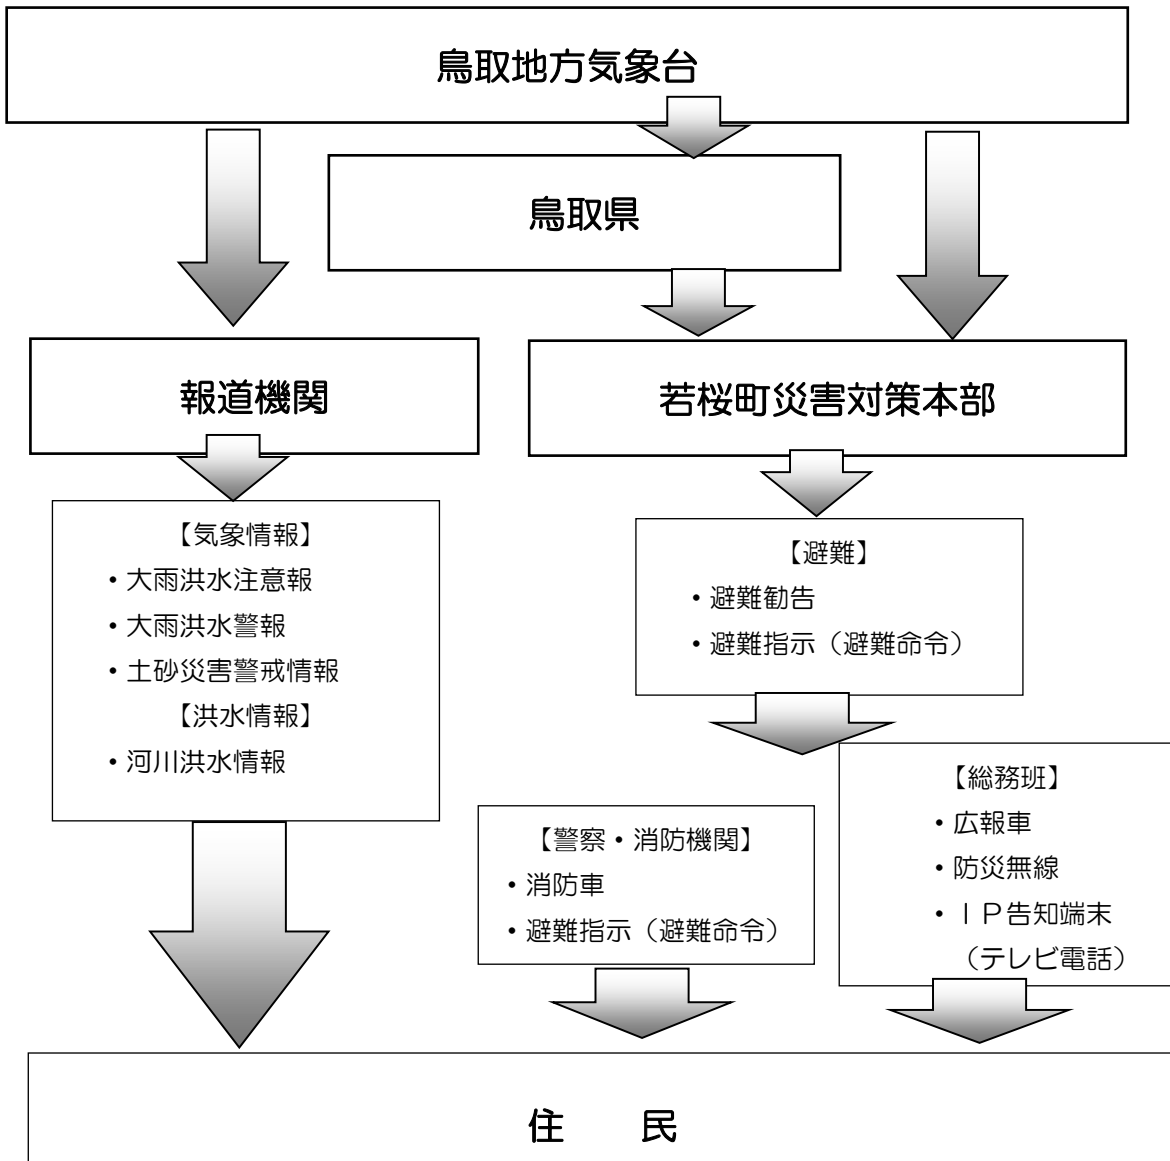 鳥取地方気象台
鳥取県
報道機関
若桜町災害対策本部
【気象情報】
・大雨洪水注意報
・大雨洪水警報
・土砂災害警戒情報
【洪水情報】
・河川洪水情報
【避難】
・避難勧告
・避難指示（避難命令）
【警察・消防機関】
・消防車
・避難指示（避難命令）
【総務班】
・広報車
・防災無線
・ＩＰ告知端末
（テレビ電話）
住　　民